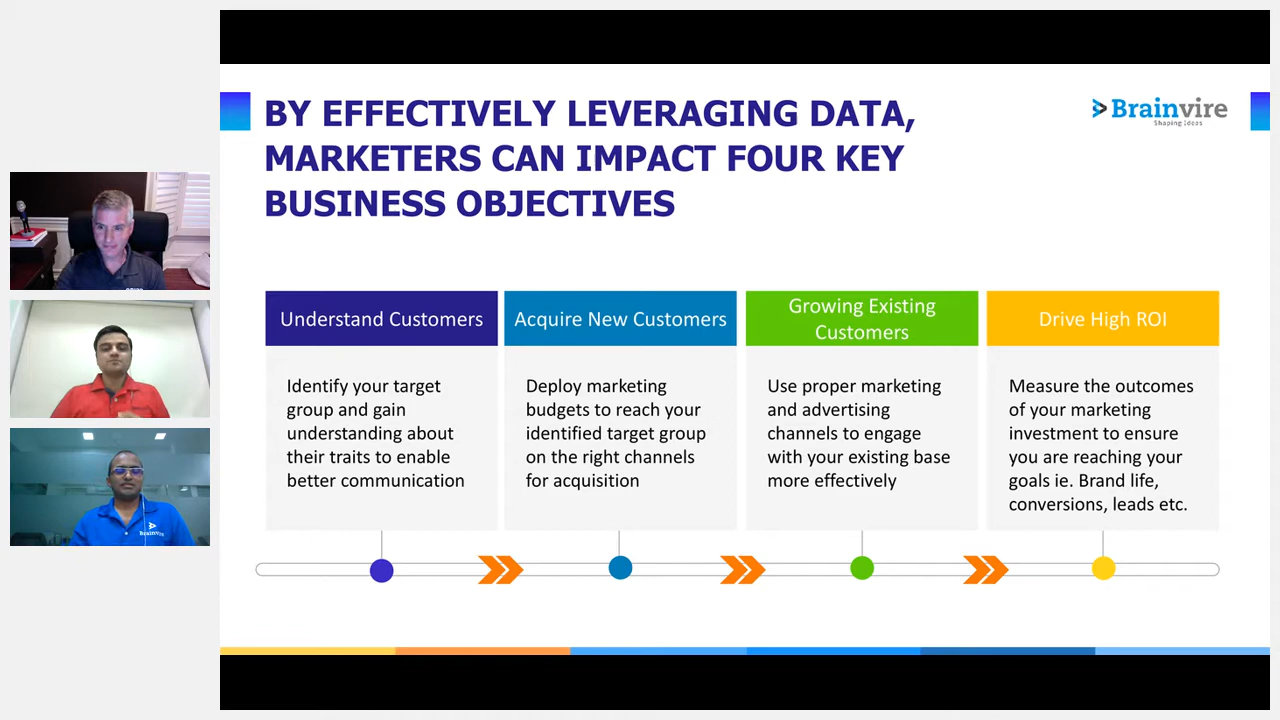 BY EFFECTIVELY LEVERAGING DATA,
MARKETERS CAN IMPACT FOUR KEY
BUSINESS OBJECTIVES
Brainvire
Shaping Ideas
Understand Customers
Identify your target
group and gain
understanding about
their traits to enable
better communication
Acquire New Customers
Deploy marketing
budgets to reach your
identified target group
on the right channels
for acquisition
Growing Existing
Customers
Use proper marketing
and advertising
channels to engage
with your existing base
more effectively
Drive High ROI
Measure the outcomes
of your marketing
investment to ensure
you are reaching your
goals ie. Brand life,
conversions, leads etc.
Brainvire